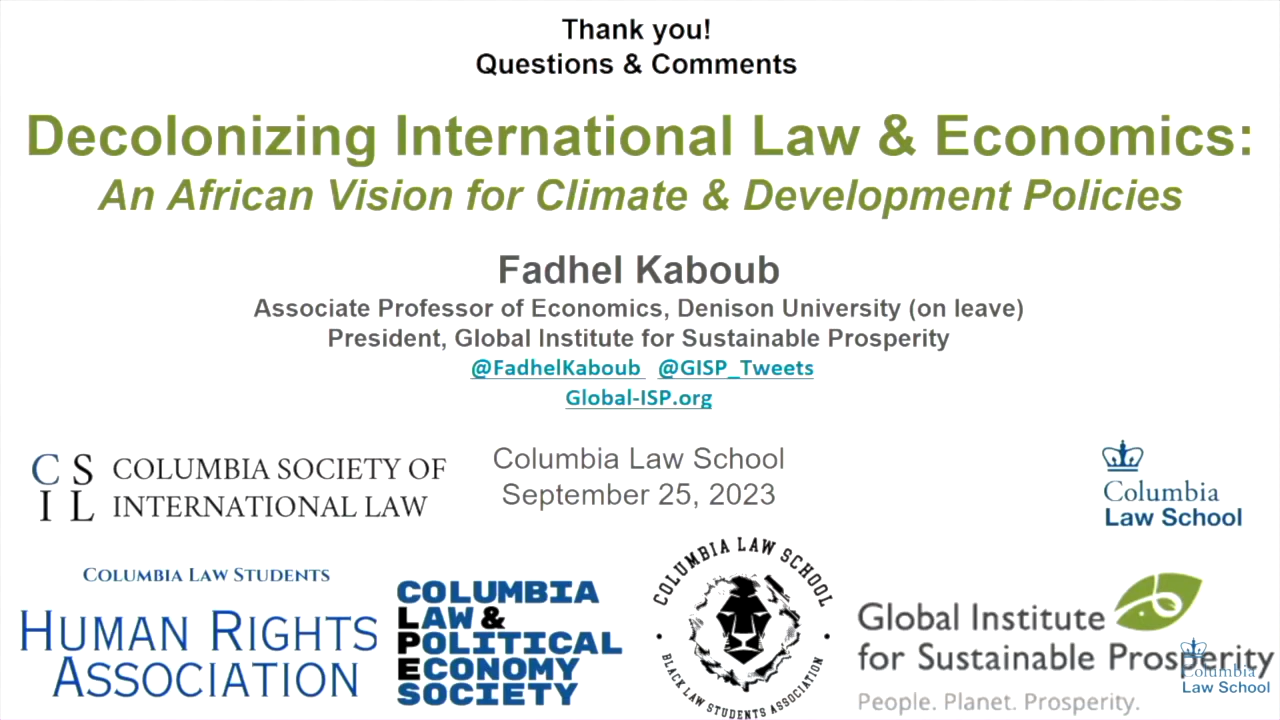 Thank you!
Questions & Comments
Decolonizing International Law & Economics:
An African Vision for Climate & Development Policies
Fadhel Kaboub
Associate Professor of Economics, Denison University (on leave)
President, Global Institute for Sustainable Prosperity
@FadhelKaboub @GISP_Tweets
Global-ISP.org
Columbia Law School
September 25, 2023
C S
I L
COLUMBIA SOCIETY OF
INTERNATIONAL LAW
Columbia
Law School
COLUMBIA LAW STUDENTS
HUMAN RIGHTS
ASSOCIATION
COLUMBIA
LAW &
POLITICAL
ECONOMY
SOCIETY
COLUMBIA LAW SCHOOL
BLACK LAW STUDENTS ASSOCIATION
Global Institute
for Sustainable Prosperity
People. Planet. Prosperity.
Columbia
Law School